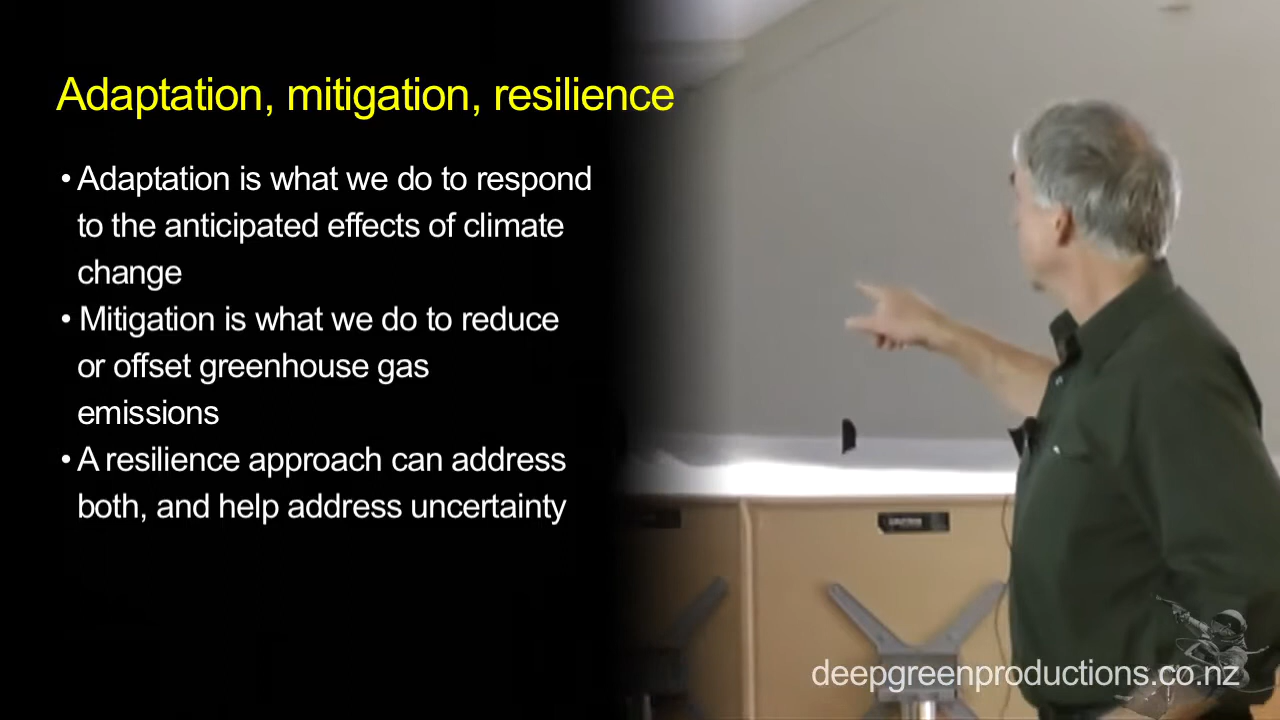 Adaptation, mitigation, resilience
• Adaptation is what we do to respond
to the anticipated effects of climate
change
• Mitigation is what we do to reduce
or offset greenhouse gas
emissions
• A resilience approach can address
both, and help address uncertainty
deepgreenproductions.co.nz